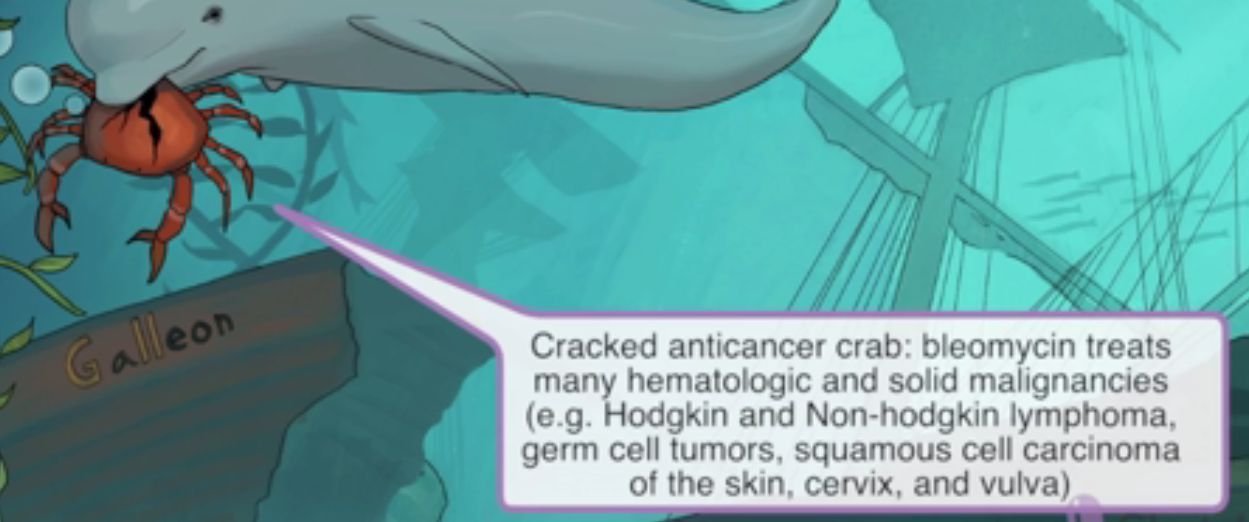 Galleon
Cracked anticancer crab: bleomycin treats
many hematologic and solid malignancies
(e.g. Hodgkin and Non-hodgkin lymphoma,
germ cell tumors, squamous cell carcinoma
of the skin, cervix, and vulva)